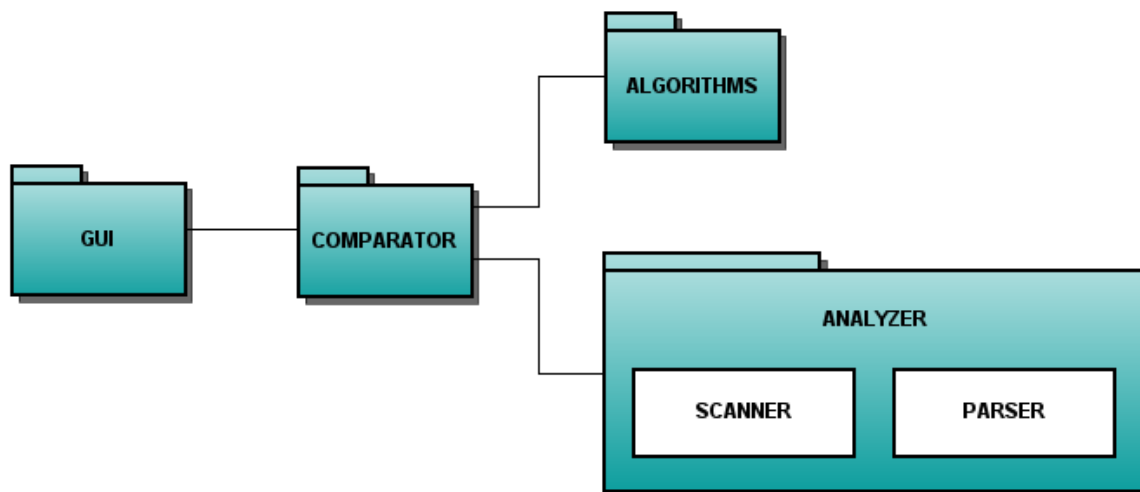 ALGORITHMS
GUI
COMPARATOR
ANALYZER
SCANNER
PARSER